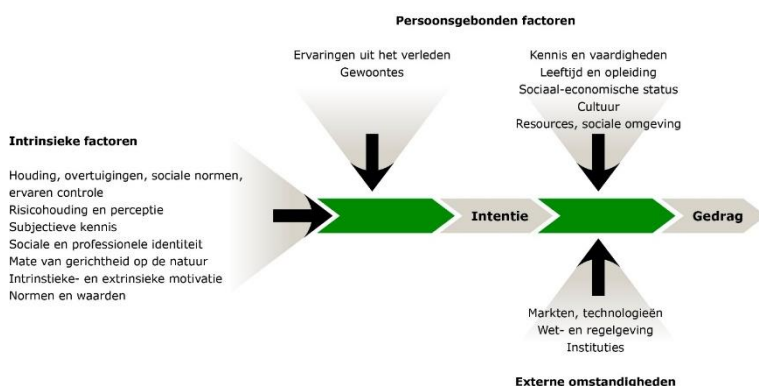 Persoonsgebonden factoren
Ervaringen uit het verleden
Gewoontes
Kennis en vaardigheden
Leeftijd en opleiding
Sociaal-economische status
Cultuur
Resources, sociale omgeving
Intrinsieke factoren
Houding, overtuigingen, sociale normen,
ervaren controle
Risicohouding en perceptie
Subjectieve kennis
Sociale en professionele identiteit
Mate van gerichtheid op de natuur
Intrinstieke- en extrinsieke motivatie
Normen en waarden
Intentie
Gedrag
Markten, technologieën
Wet- en regelgeving
Instituties
Externe omstandigheden